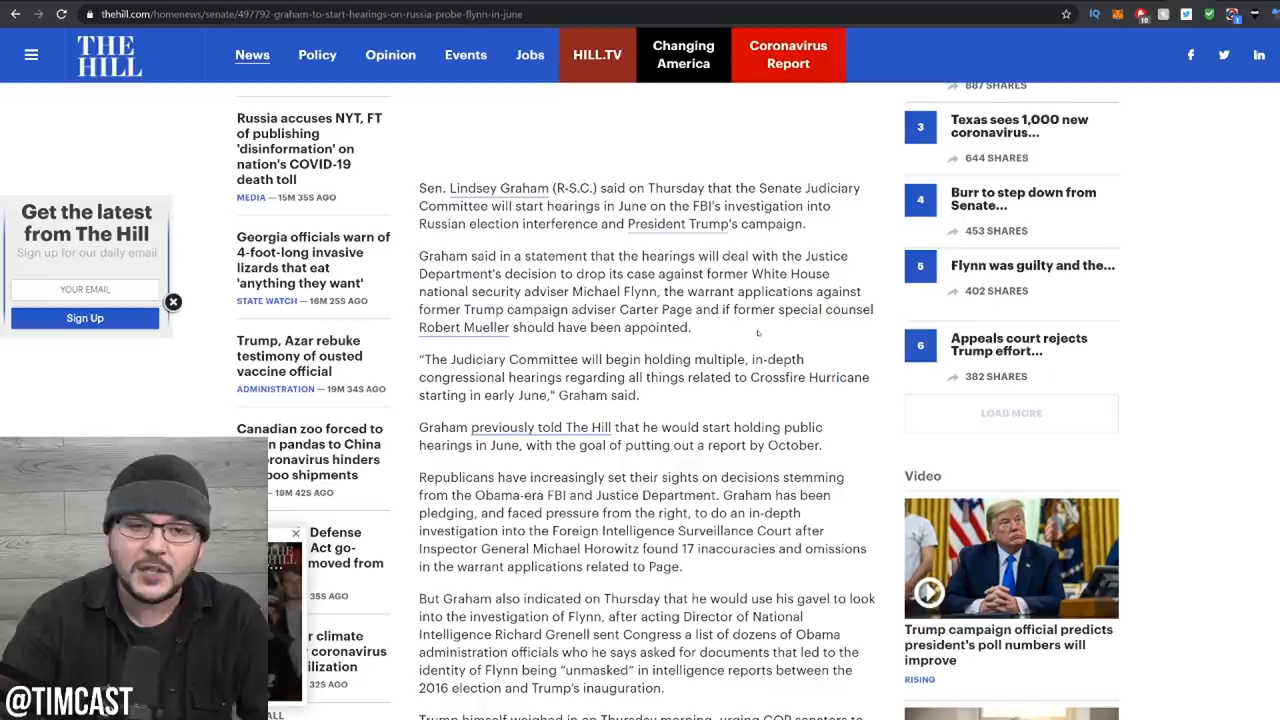 thehill.com/homenews/senate/497792-graham-to-start-hearings-on-russia-probe-flynn-in-june
IQ
10
1
THE
HILL
News
Policy
Opinion
Events
Jobs
HILL.TV
Changing
America
Coronavirus
Report
Get the latest
from The Hill
Sign up for our daily email
YOUR EMAIL
Sign Up
Russia accuses NYT, FT
of publishing
'disinformation' on
nation's COVID-19
death toll
MEDIA — 15M 35S AGO
Georgia officials warn of
4-foot-long invasive
lizards that eat
'anything they want'
STATE WATCH — 16M 25S AGO
Trump, Azar rebuke
testimony of ousted
vaccine official
ADMINISTRATION — 19M 34S AGO
Canadian zoo forced to
n pandas to China
oronavirus hinders
boo shipments
— 19M 42S AGO
Defense
Act go-
moved from
35S AGO
r climate
coronavirus
ilization
32S AGO
ALL
THE
HILL
@TIMCAST
Sen. Lindsey Graham (R-S.C.) said on Thursday that the Senate Judiciary
Committee will start hearings in June on the FBI's investigation into
Russian election interference and President Trump's campaign.
Graham said in a statement that the hearings will deal with the Justice
Department's decision to drop its case against former White House
national security adviser Michael Flynn, the warrant applications against
former Trump campaign adviser Carter Page and if former special counsel
Robert Mueller should have been appointed.
“The Judiciary Committee will begin holding multiple, in-depth
congressional hearings regarding all things related to Crossfire Hurricane
starting in early June," Graham said.
Graham previously told The Hill that he would start holding public
hearings in June, with the goal of putting out a report by October.
Republicans have increasingly set their sights on decisions stemming
from the Obama-era FBI and Justice Department. Graham has been
pledging, and faced pressure from the right, to do an in-depth
investigation into the Foreign Intelligence Surveillance Court after
Inspector General Michael Horowitz found 17 inaccuracies and omissions
in the warrant applications related to Page.
But Graham also indicated on Thursday that he would use his gavel to look
into the investigation of Flynn, after acting Director of National
Intelligence Richard Grenell sent Congress a list of dozens of Obama
administration officials who he says asked for documents that led to the
identity of Flynn being “unmasked” in intelligence reports between the
2016 election and Trump's inauguration.
Trump himself weighed in on Thursday morning, urging GOP senators to
887 SHARES
3
Texas sees 1,000 new
coronavirus...
644 SHARES
4
Burr to step down from
Senate...
453 SHARES
5
Flynn was guilty and the...
402 SHARES
6
Appeals court rejects
Trump effort...
382 SHARES
LOAD MORE
Video
Trump campaign official predicts
president's poll numbers will
improve
RISING